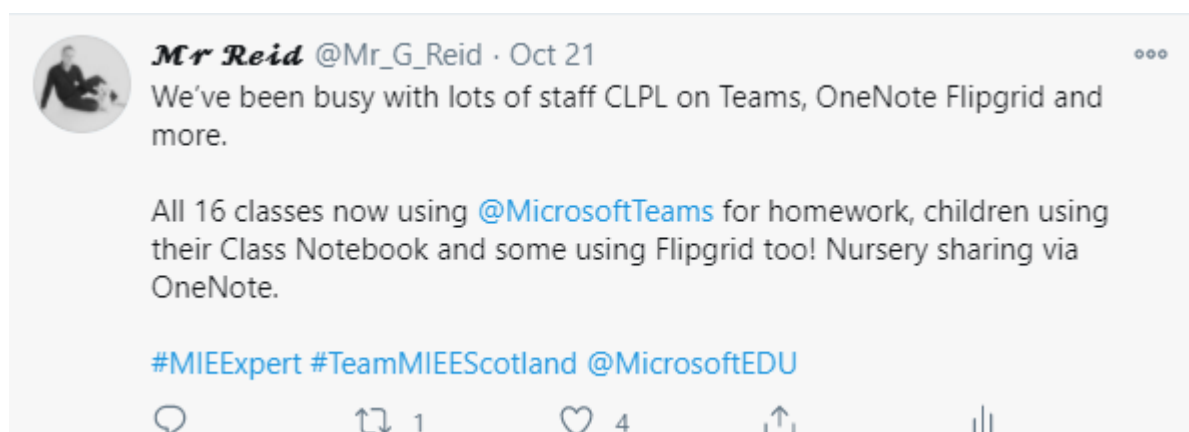 Mr Reid @Mr_G_Reid · Oct 21
We've been busy with lots of staff CLPL on Teams, OneNote Flipgrid and
more.
All 16 classes now using @MicrosoftTeams for homework, children using
their Class Notebook and some using Flipgrid too! Nursery sharing via
OneNote.
#MIEExpert #TeamMIEEScotland @MicrosoftEDU
1 4